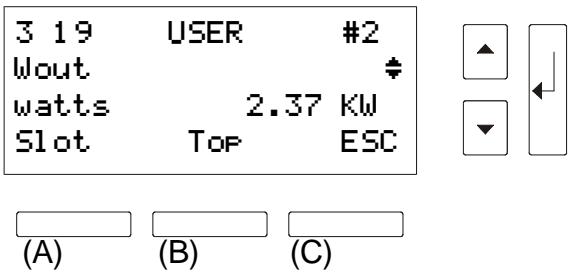 3 19 USER #2
Wout
watts 2.37 KW
Slot Top ESC
(A) (B) (C)